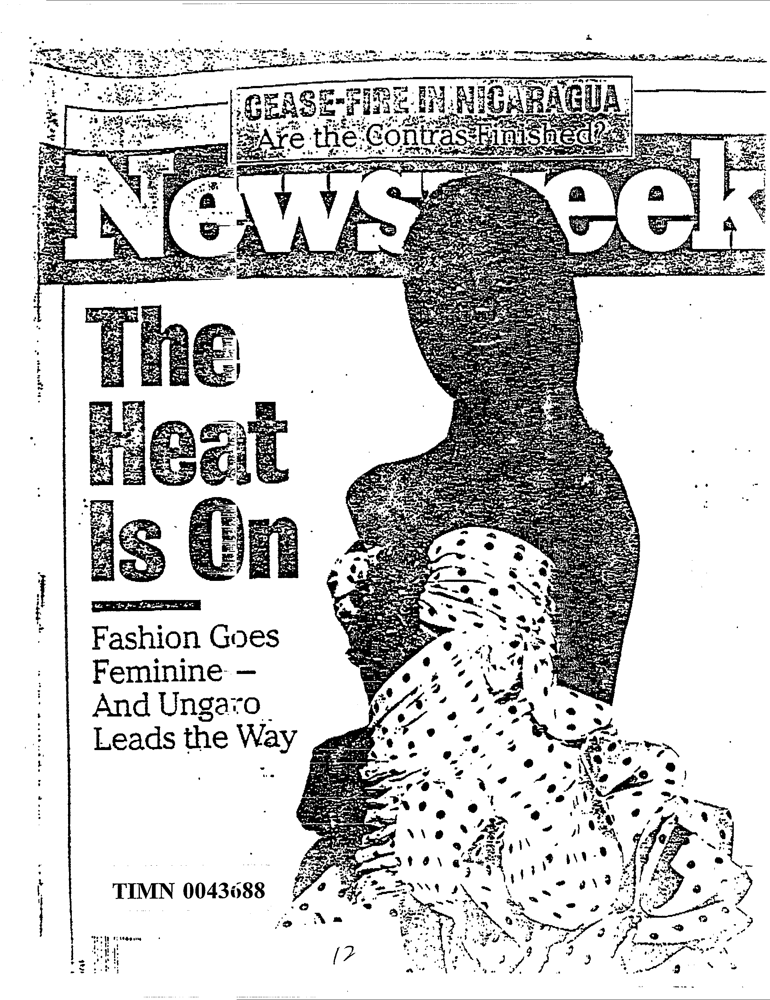 CEASE-FIRE IN NICARAGUA
Are the Contras Finished?
Newsweek
The
Heat
Is On
Fashion Goes
Feminine –
And Ungaro
Leads the Way
TIMN 0043688
12